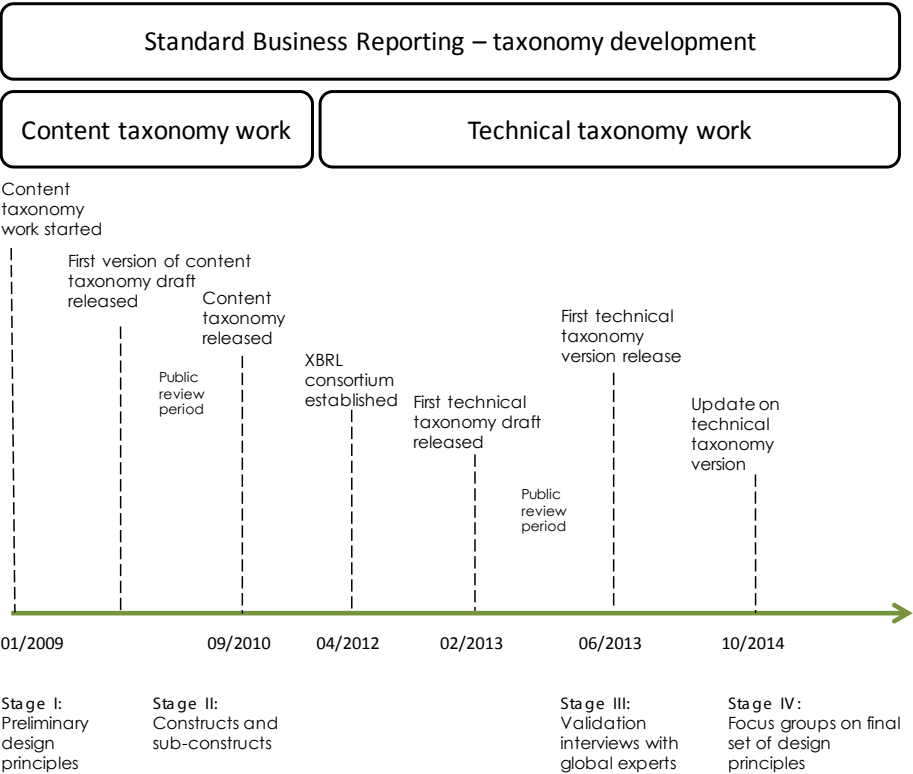 Standard Business Reporting – taxonomy development
Content taxonomy work
Technical taxonomy work
Content
taxonomy
work started
First version of content
taxonomy draft
released
Content
taxonomy
released
Public
review
period
XBRL
consortium
established
First technical
taxonomy draft
released
Public
review
period
First technical
taxonomy
version release
Update on
technical
taxonomy
version
01/2009
09/2010
04/2012
02/2013
06/2013
10/2014
Stage I:
Preliminary
design
principles
Stage II:
Constructs and
sub-constructs
Stage III:
Validation
interviews with
global experts
Stage IV:
Focus groups on final
set of design
principles